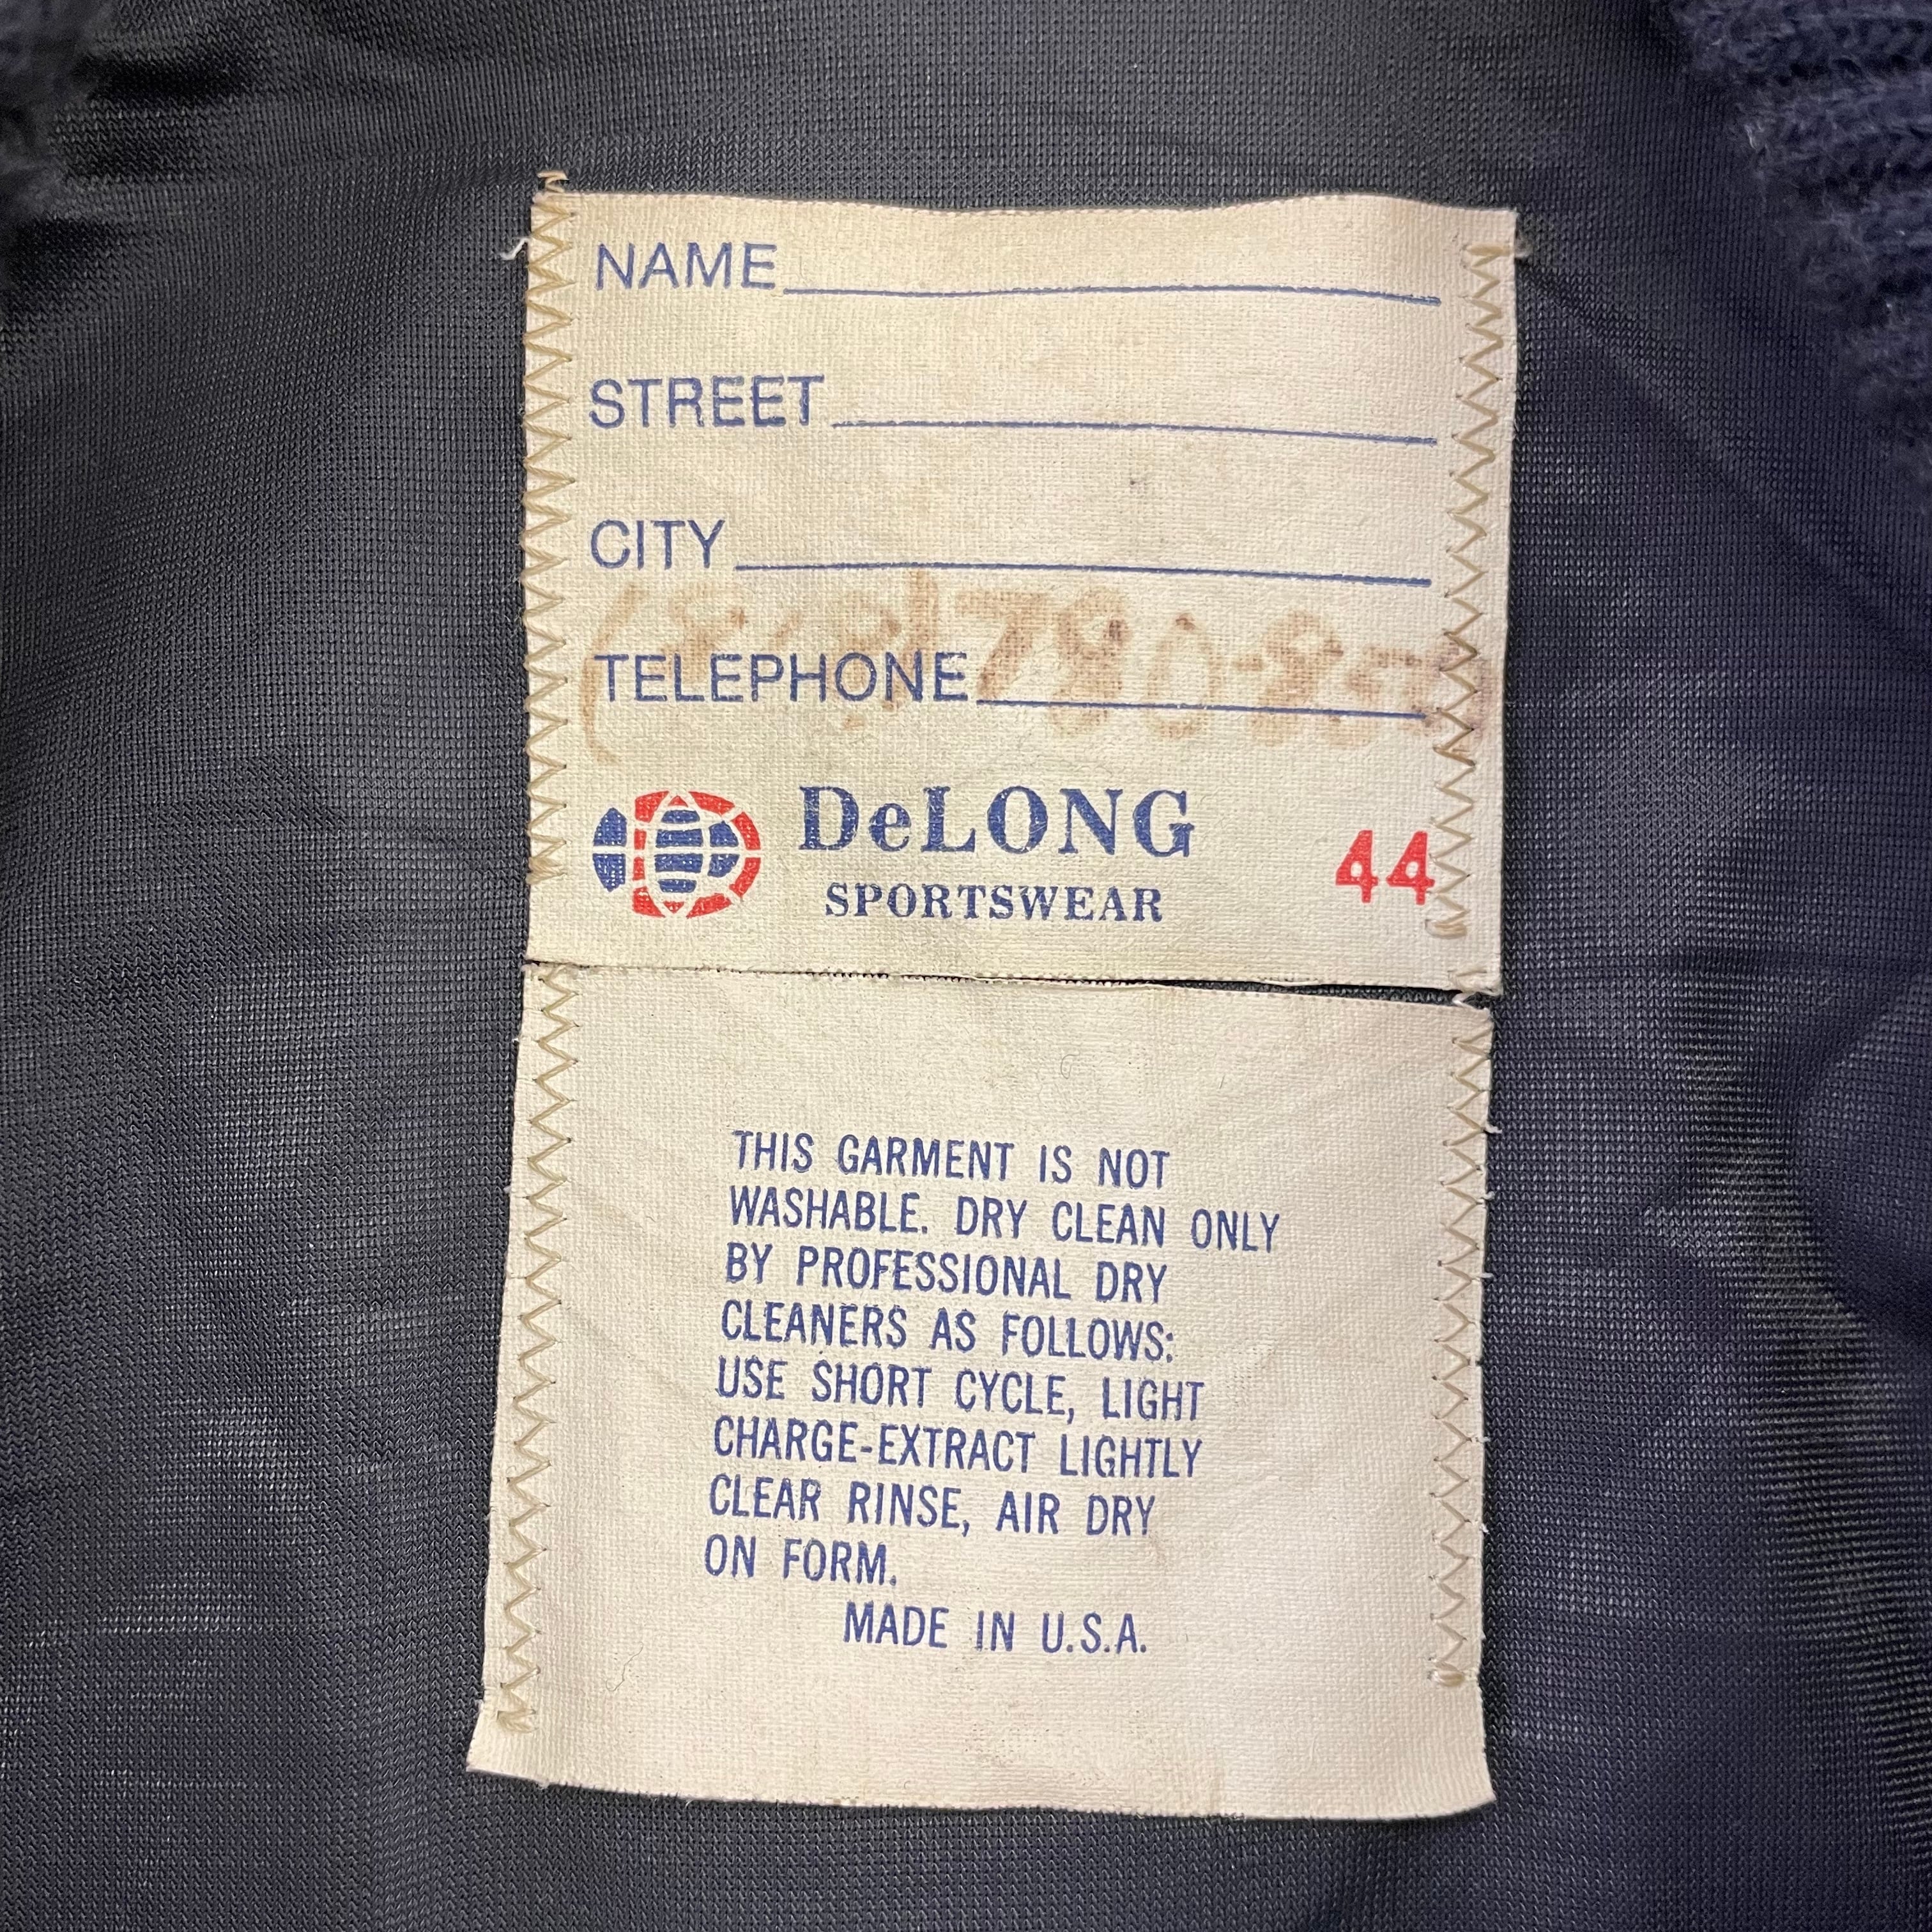 NAME
STREET
CITY
TELEPHONE
DeLONG
SPORTSWEAR
44
THIS GARMENT IS NOT
WASHABLE. DRY CLEAN ONLY
BY PROFESSIONAL DRY
CLEANERS AS FOLLOWS:
USE SHORT CYCLE, LIGHT
CHARGE-EXTRACT LIGHTLY
CLEAR RINSE, AIR DRY
ON FORM.
MADE IN U.S.A.